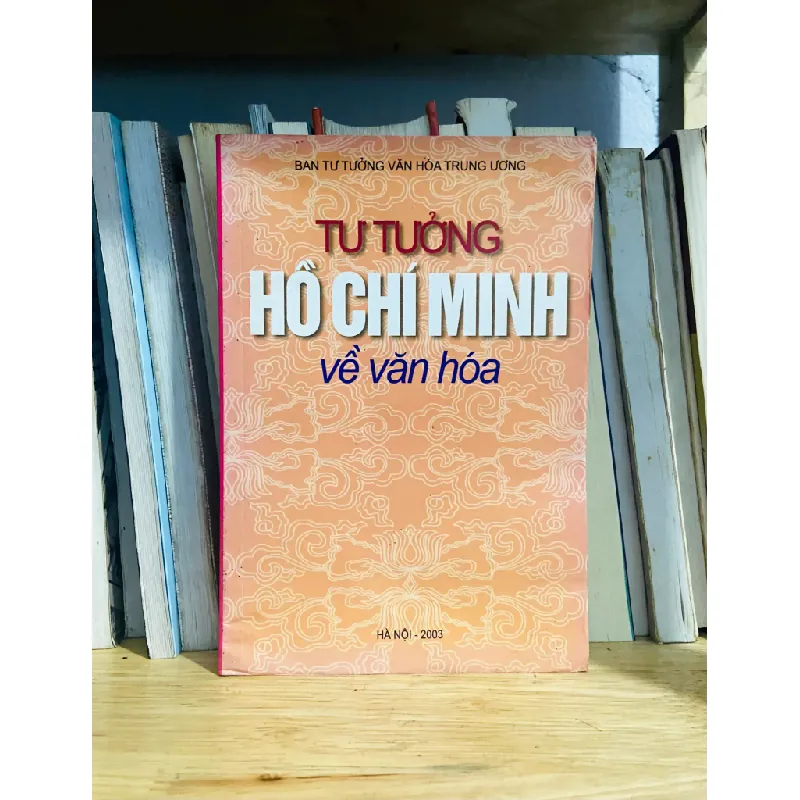 BAN TƯ TƯỞNG VĂN HÓA TRUNG ƯƠNG
TƯ TƯỞNG
HỒ CHÍ MINH
về văn hóa
HÀ NỘI - 2003